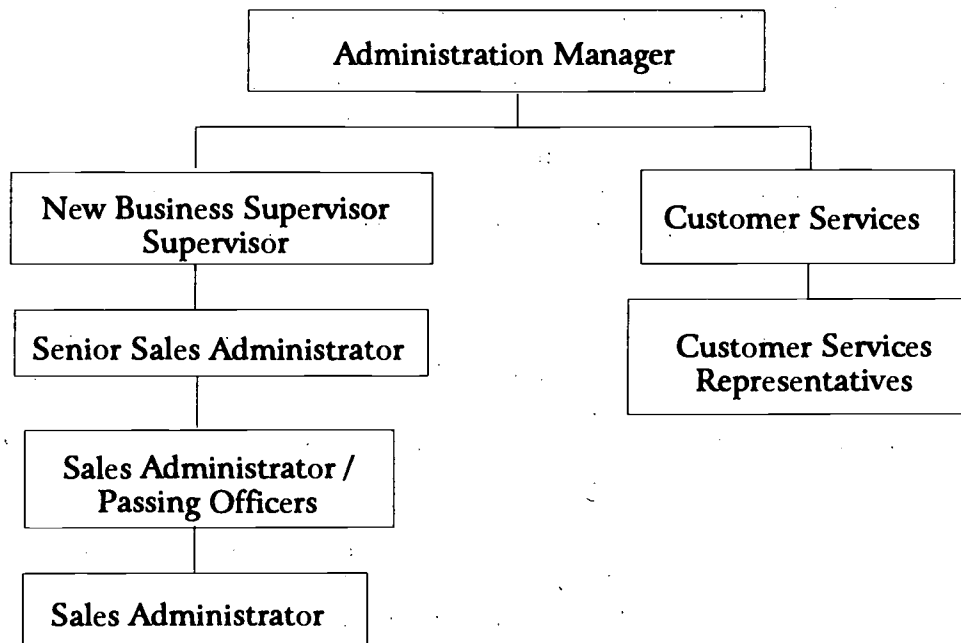 Administration Manager
New Business Supervisor
Supervisor
Customer Services
Senior Sales Administrator
Customer Services
Representatives
Sales Administrator /
Passing Officers
Sales Administrator